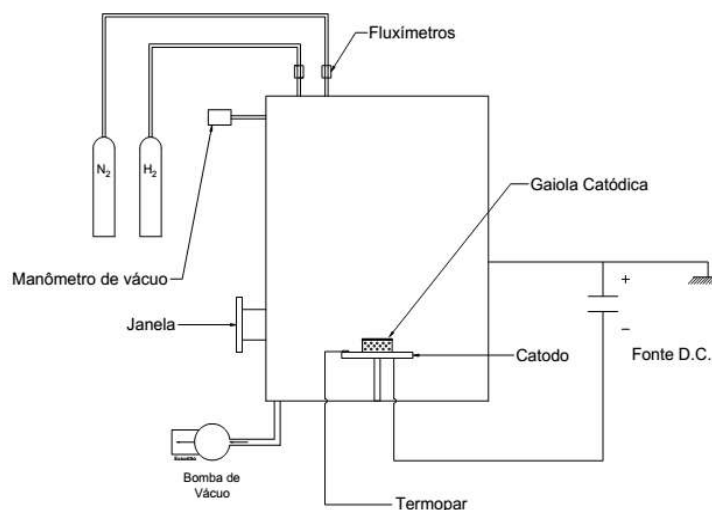 Fluxímetros
N2
H2
Gaiola Catódica
Manômetro de vácuo
+
Janela
Catodo
–
Fonte D.C.
Bomba de
Vácuo
Termopar